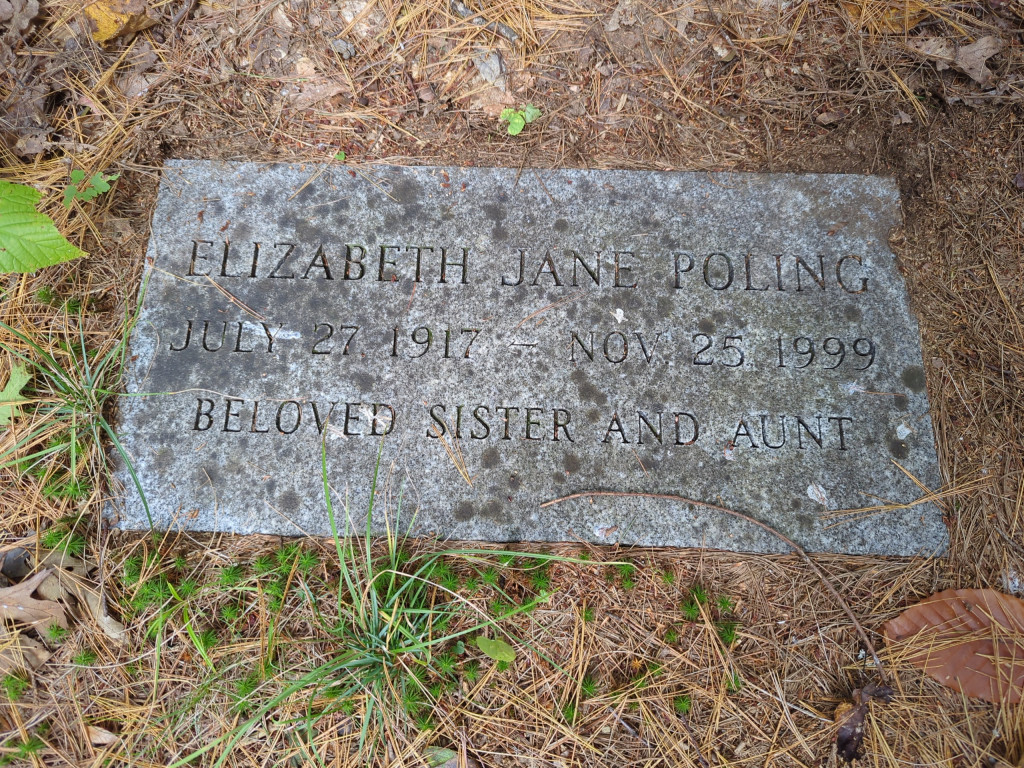 ELIZABETH JANE POLING
JULY 27 1917 – NOV. 25 1999
BELOVED SISTER AND AUNT